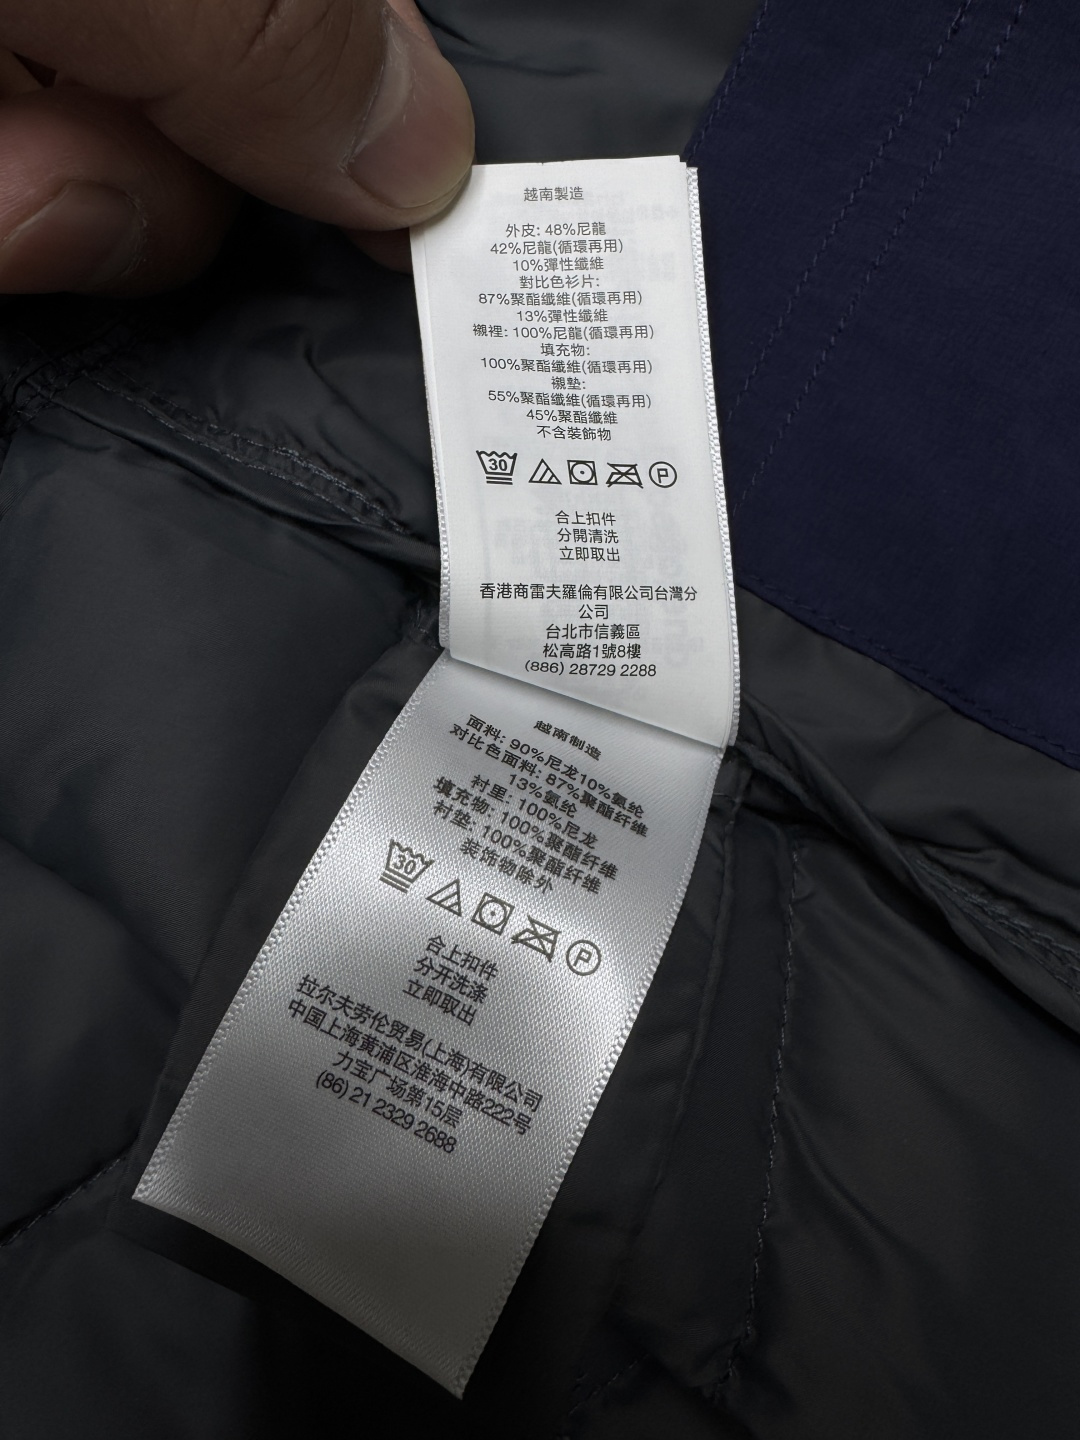 越南製造
外皮: 48%尼龍
42%尼龍(循環再用)
10%彈性纖維
對比色衫片:
87%聚酯纖維(循環再用)
13%彈性纖維
襯裡: 100%尼龍(循環再用)
填充物:
100%聚酯纖維(循環再用)
襯墊:
55%聚酯纖維(循環再用)
45%聚酯纖維
不含裝飾物
30
P
合上扣件
分開清洗
立即取出
香港商雷夫羅倫有限公司台灣分
公司
台北市信義區
松高路1號8樓
(886) 28729 2288
越南制造
面料: 90%尼龙10%氨纶
对比色面料: 87%聚酯纤维
13%氨纶
衬里: 100%尼龙
填充物: 100%聚酯纤维
衬垫: 100%聚酯纤维
装饰物除外
30
P
合上扣件
分开洗涤
立即取出
拉尔夫劳伦贸易(上海)有限公司
中国上海黄浦区淮海中路222号
力宝广场第15层
(86) 21 2329 2688